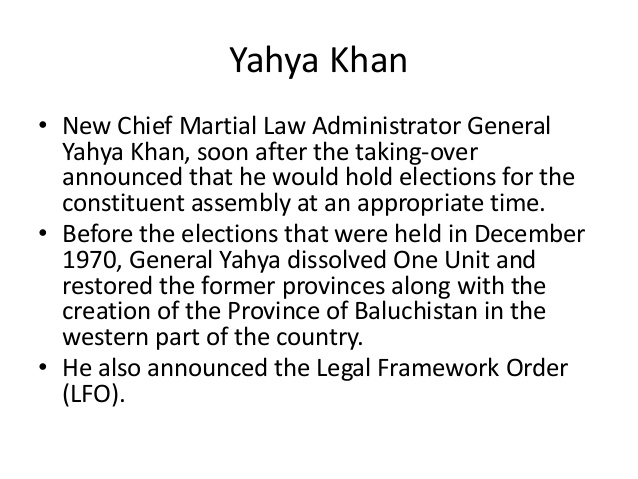 Yahya Khan
• New Chief Martial Law Administrator General
Yahya Khan, soon after the taking-over
announced that he would hold elections for the
constituent assembly at an appropriate time.
• Before the elections that were held in December
1970, General Yahya dissolved One Unit and
restored the former provinces along with the
creation of the Province of Baluchistan in the
western part of the country.
• He also announced the Legal Framework Order
(LFO).